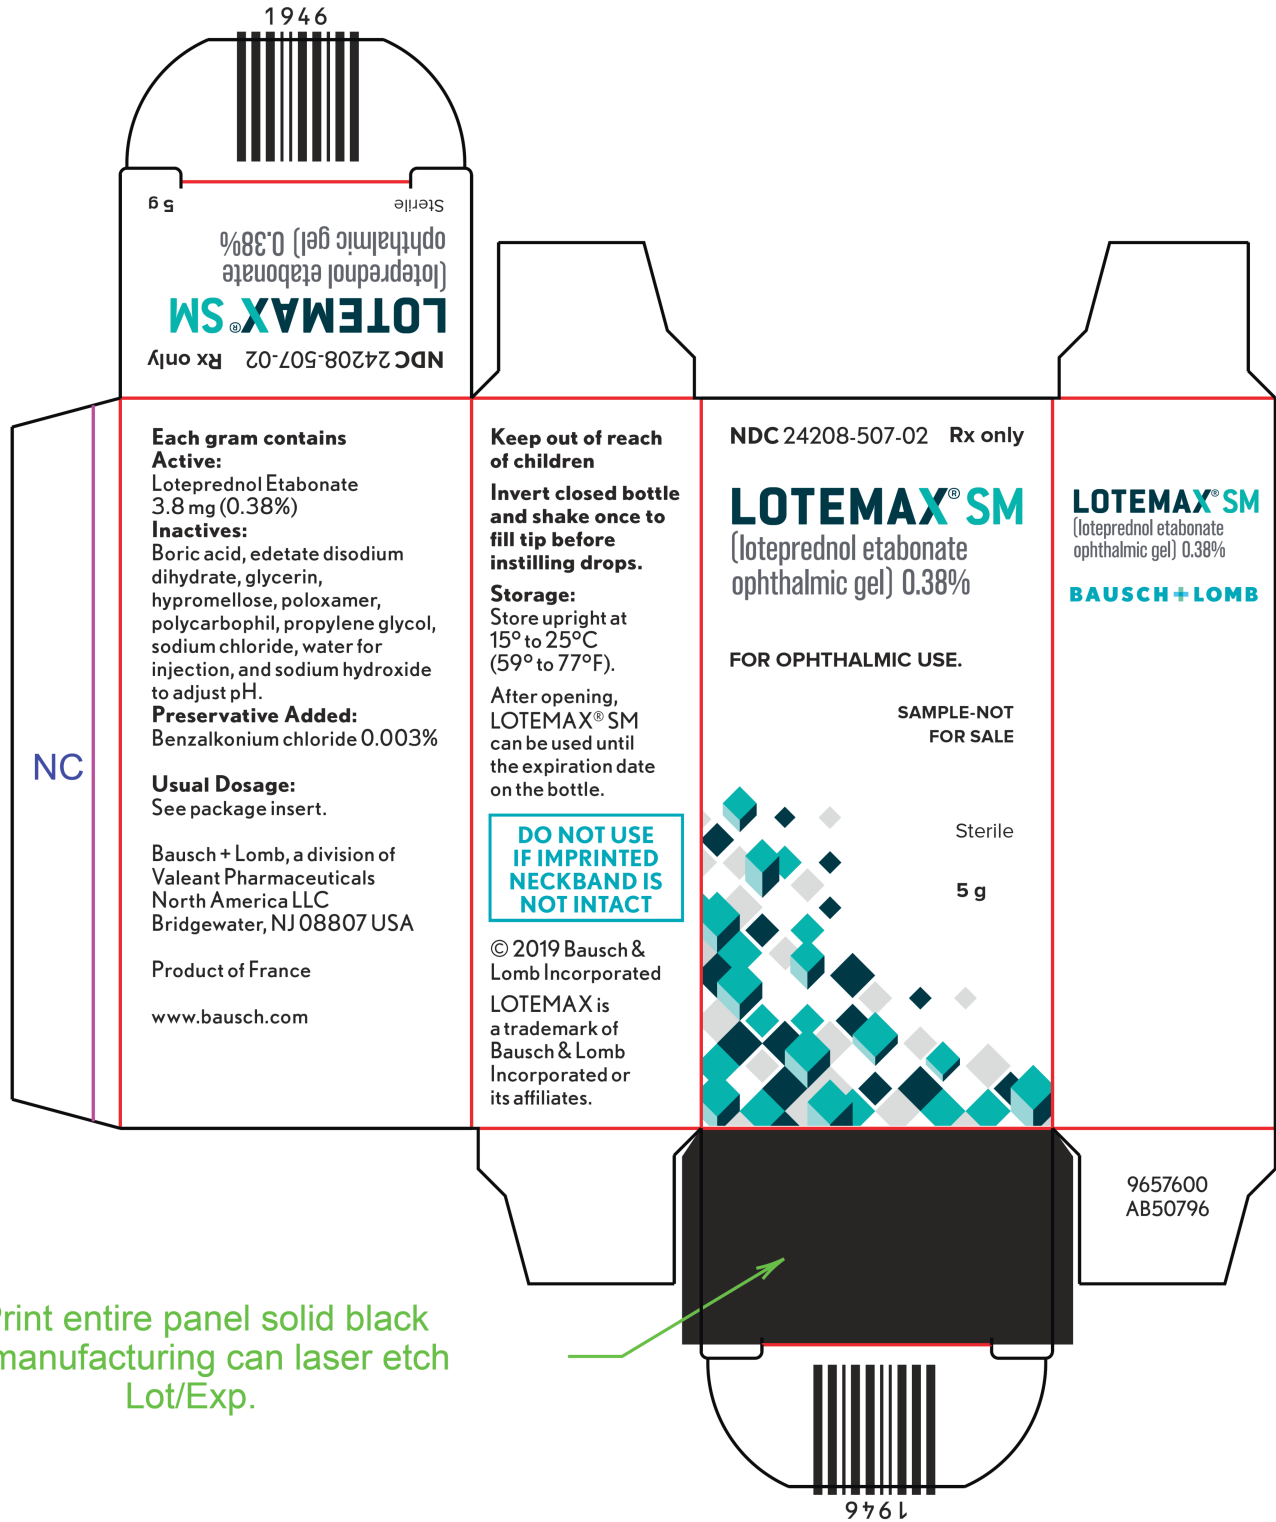 1946
5 g
Sterile
(loteprednol etabonate
ophthalmic gel) 0.38%
LOTEMAX® SM
NDC 24208-507-02 Rx only
Each gram contains
Active:
Loteprednol Etabonate
3.8 mg (0.38%)
Inactives:
Boric acid, edetate disodium
dihydrate, glycerin,
hypromellose, poloxamer,
polycarbophil, propylene glycol,
sodium chloride, water for
injection, and sodium hydroxide
to adjust pH.
Preservative Added:
Benzalkonium chloride 0.003%
Usual Dosage:
See package insert.
Bausch + Lomb, a division of
Valeant Pharmaceuticals
North America LLC
Bridgewater, NJ 08807 USA
Product of France
www.bausch.com
NC
Keep out of reach
of children
Invert closed bottle
and shake once to
fill tip before
instilling drops.
Storage:
Store upright at
15° to 25°C
(59° to 77°F).
After opening,
LOTEMAX® SM
can be used until
the expiration date
on the bottle.
DO NOT USE
IF IMPRINTED
NECKBAND IS
NOT INTACT
© 2019 Bausch &
Lomb Incorporated
LOTEMAX is
a trademark of
Bausch & Lomb
Incorporated or
its affiliates.
NDC 24208-507-02 Rx only
LOTEMAX® SM
(loteprednol etabonate
ophthalmic gel) 0.38%
FOR OPHTHALMIC USE.
SAMPLE-NOT
FOR SALE
Sterile
5 g
LOTEMAX® SM
(loteprednol etabonate
ophthalmic gel) 0.38%
BAUSCH + LOMB
9657600
AB50796
rint entire panel solid black
manufacturing can laser etch
Lot/Exp.
1946